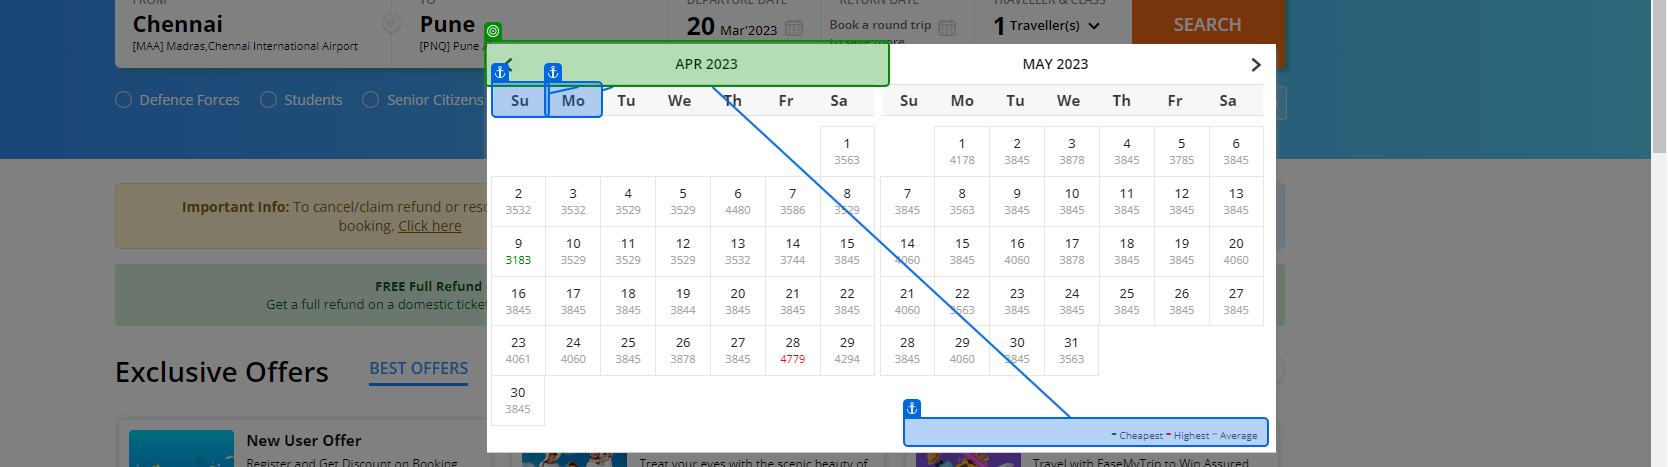 FROM TO DEPARTURE DATE RETURN DATE TRAVELLER & CLASS
Chennai Pune 20 Mar'2023 Book a round trip 1 Traveller(s) SEARCH
[MAA] Madras,Chennai International Airport [PNQ] Pune to save more
APR 2023 MAY 2023
Defence Forces Students Senior Citizens
Su Mo Tu We Th Fr Sa Su Mo Tu We Th Fr Sa
1 1 2 3 4 5 6
3563 4178 3845 3878 3845 3785 3845
2 3 4 5 6 7 8 7 8 9 10 11 12 13
3532 3532 3529 3529 4480 3586 3529 3845 3563 3845 3845 3845 3845 3845
9 10 11 12 13 14 15 14 15 16 17 18 19 20
3183 3529 3529 3529 3532 3744 3845 4060 3845 4060 3878 3845 3845 4060
16 17 18 19 20 21 22 21 22 23 24 25 26 27
3845 3845 3845 3844 3845 3845 3845 4060 3563 3845 3845 3845 3845 3845
23 24 25 26 27 28 29 28 29 30 31
4061 4060 3845 3878 3845 4779 4294 3845 4060 3845 3563
30
3845
Cheapest Highest Average
Important Info: To cancel/claim refund or
booking. Click here
FREE Full Refund
Get a full refund on a domestic ticket
Exclusive Offers BEST OFFERS
New User Offer
Register and Get Discount on Booking
Treat your eyes with the scenic beauty of
Travel with EaseMyTrip to Win Assured